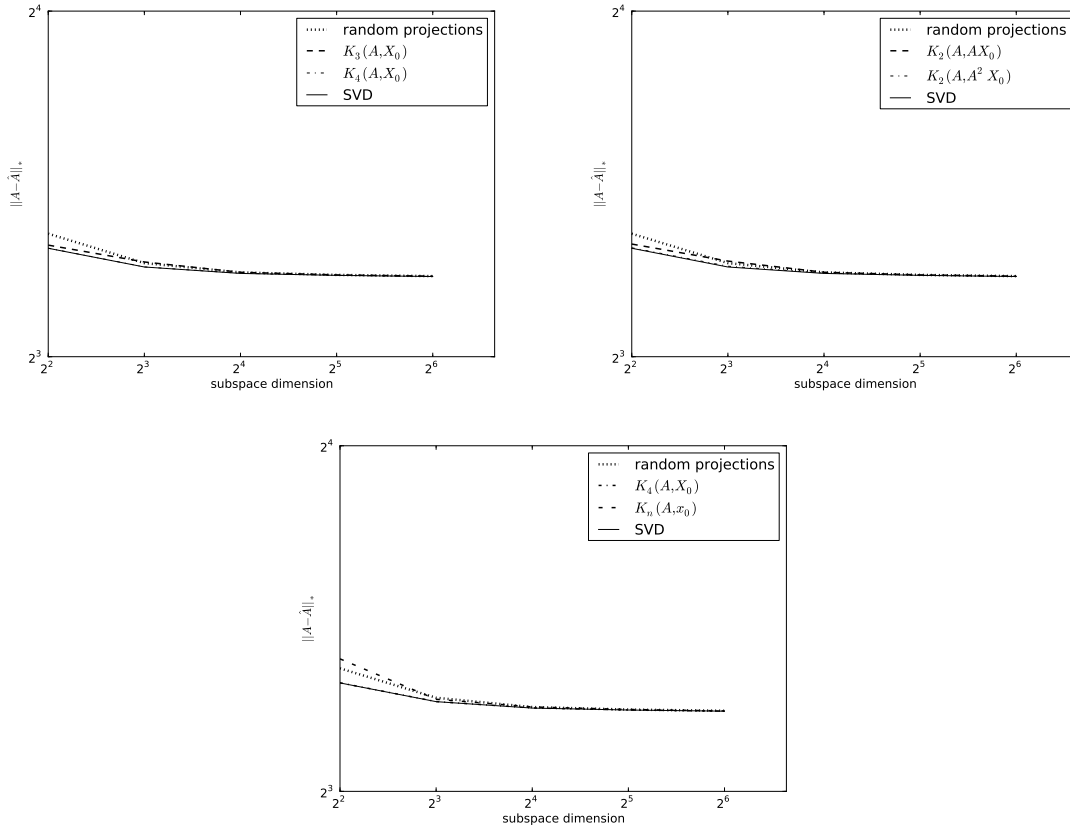 2^4
random projections
K_3(A,X_0)
K_4(A,X_0)
SVD
||A−Â||_*
2^3
2^2 2^3 2^4 2^5 2^6
subspace dimension
2^4
random projections
K_2(A,AX_0)
K_2(A,A^2 X_0)
SVD
||A−Â||_*
2^3
2^2 2^3 2^4 2^5 2^6
subspace dimension
2^4
random projections
K_4(A,X_0)
K_n(A,x_0)
SVD
||A−Â||_*
2^3
2^2 2^3 2^4 2^5 2^6
subspace dimension